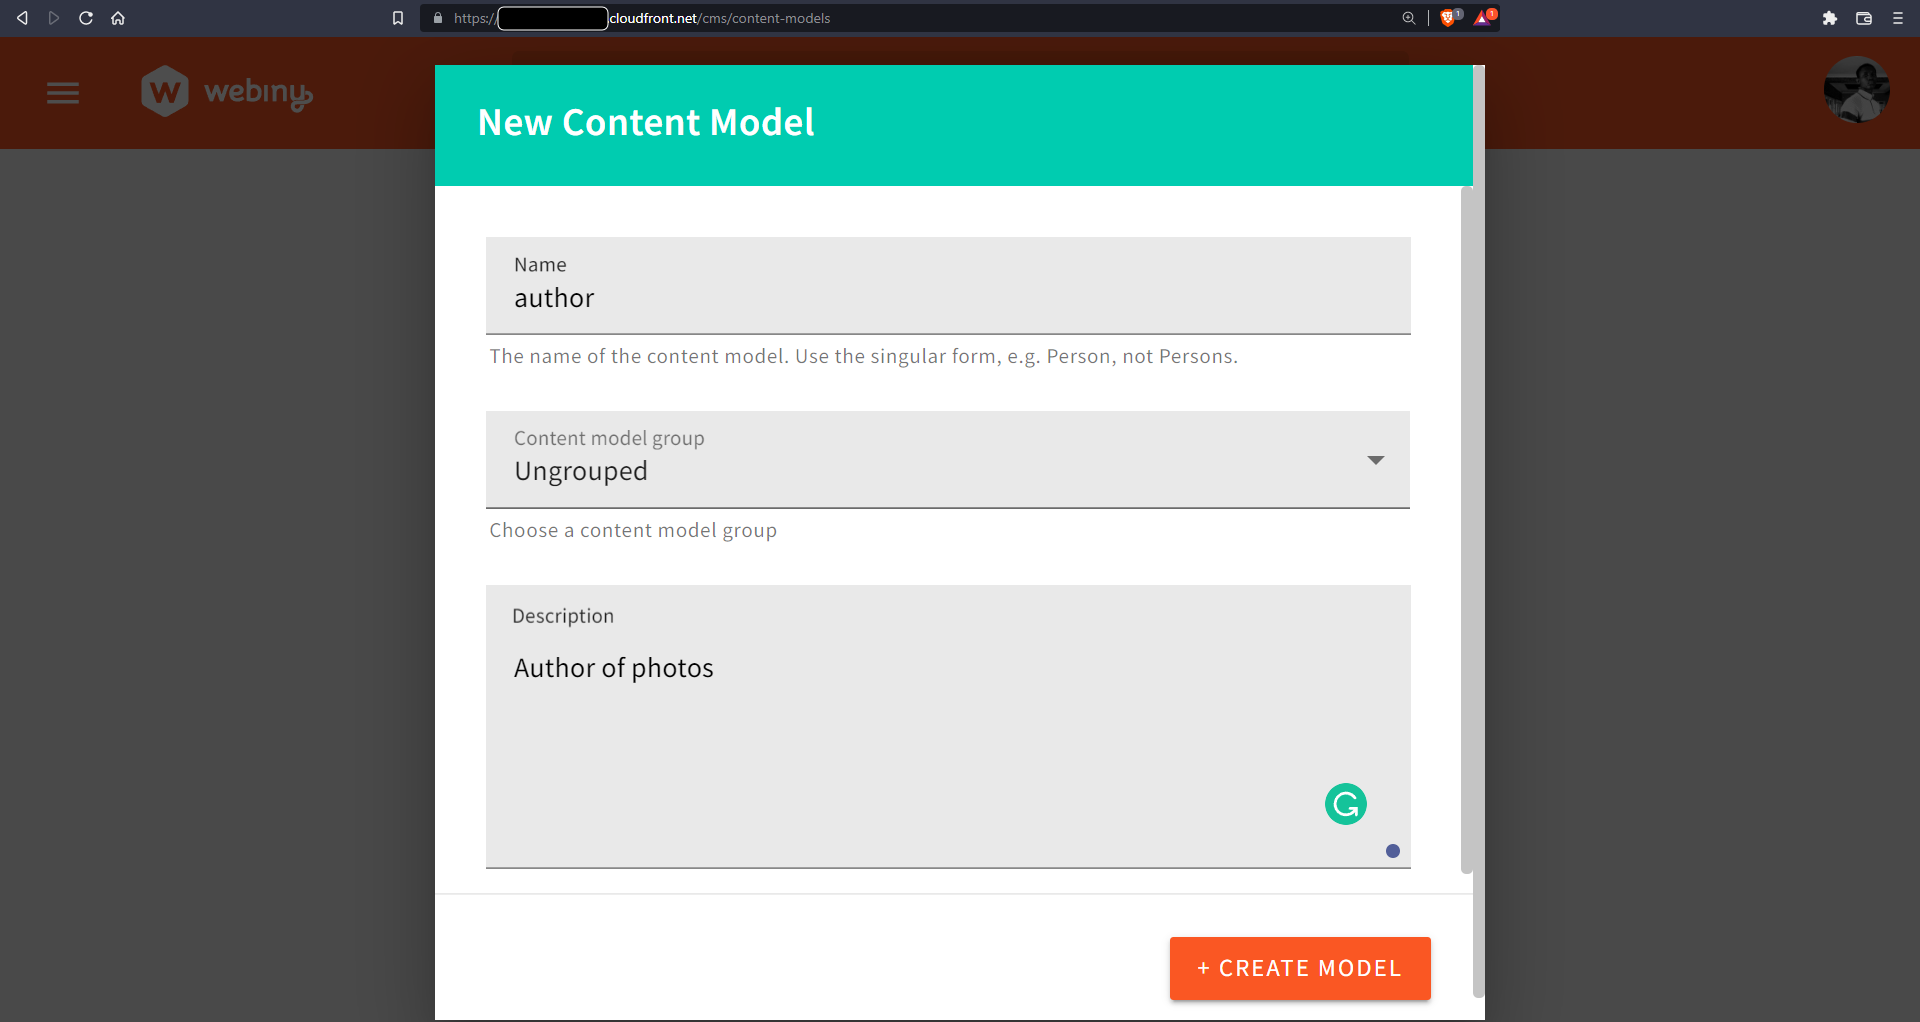 https:// cloudfront.net/cms/content-models
1
1
W webiny
New Content Model
Name
author
The name of the content model. Use the singular form, e.g. Person, not Persons.
Content model group
Ungrouped
Choose a content model group
Description
Author of photos
+ CREATE MODEL